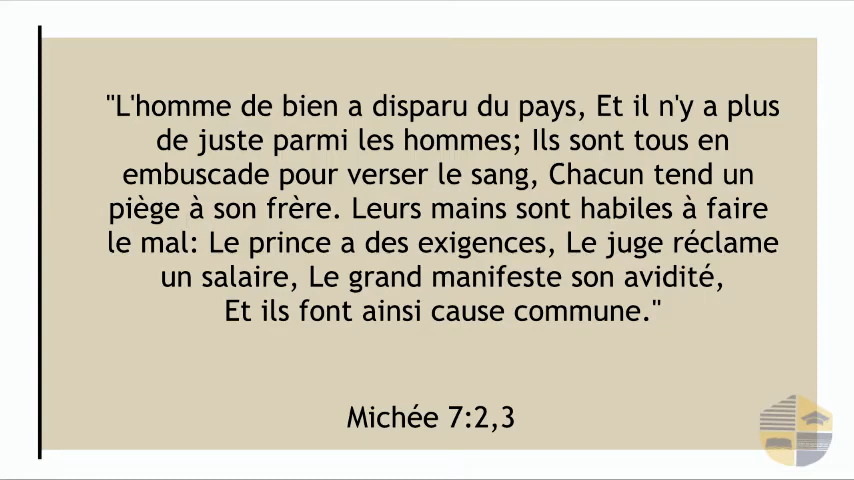 "L'homme de bien a disparu du pays, Et il n'y a plus
de juste parmi les hommes; Ils sont tous en
embuscade pour verser le sang, Chacun tend un
piège à son frère. Leurs mains sont habiles à faire
le mal: Le prince a des exigences, Le juge réclame
un salaire, Le grand manifeste son avidité,
Et ils font ainsi cause commune."
Michée 7:2,3